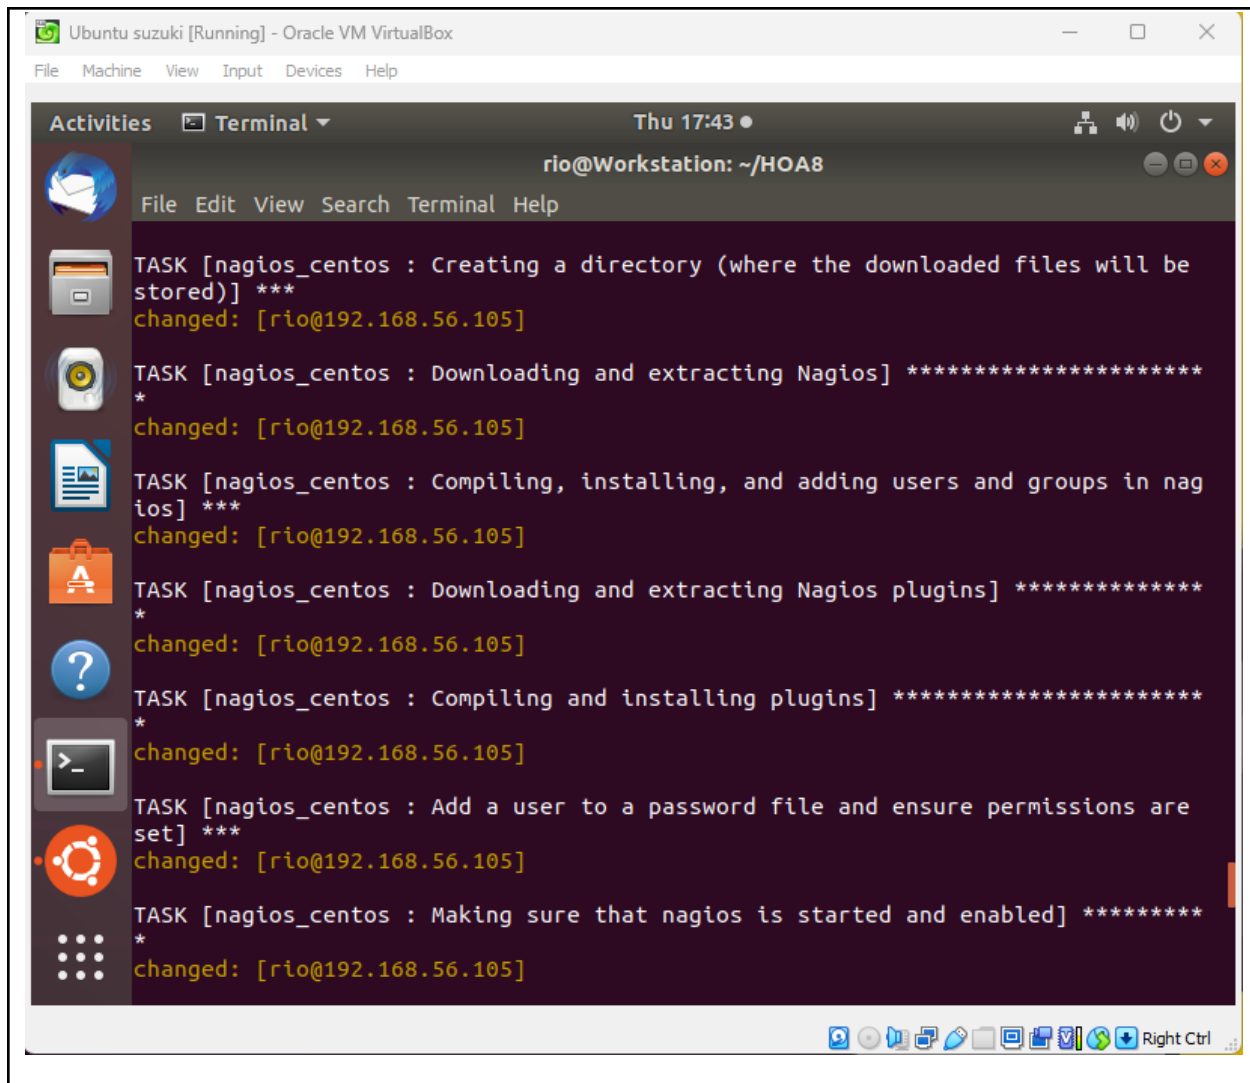 Ubuntu suzuki [Running] - Oracle VM VirtualBox
File Machine View Input Devices Help
Activities Terminal Thu 17:43
rio@Workstation: ~/HOA8
File Edit View Search Terminal Help
TASK [nagios_centos : Creating a directory (where the downloaded files will be
stored)] ***
changed: [rio@192.168.56.105]
TASK [nagios_centos : Downloading and extracting Nagios] **********************
*
changed: [rio@192.168.56.105]
TASK [nagios_centos : Compiling, installing, and adding users and groups in nag
ios] ***
changed: [rio@192.168.56.105]
TASK [nagios_centos : Downloading and extracting Nagios plugins] **************
*
changed: [rio@192.168.56.105]
TASK [nagios_centos : Compiling and installing plugins] ***********************
*
changed: [rio@192.168.56.105]
TASK [nagios_centos : Add a user to a password file and ensure permissions are
set] ***
changed: [rio@192.168.56.105]
TASK [nagios_centos : Making sure that nagios is started and enabled] *********
*
changed: [rio@192.168.56.105]
Right Ctrl